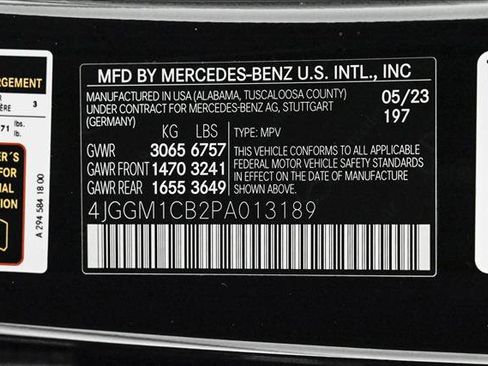 MFD BY MERCEDES-BENZ U.S. INTL., INC
MANUFACTURED IN USA (ALABAMA, TUSCALOOSA COUNTY)
UNDER CONTRACT FOR MERCEDES-BENZ AG, STUTTGART
(GERMANY)
05/23
197
KG LBS
GVWR 3065 6757
GAWR FRONT 1470 3241
GAWR REAR 1655 3649
TYPE: MPV
THIS VEHICLE CONFORMS TO ALL APPLICABLE
FEDERAL MOTOR VEHICLE SAFETY STANDARDS
IN EFFECT ON THE DATE OF MANUFACTURE
SHOWN ABOVE.
4JGGM1CB2PA013189
A 294 584 18 00
3
lbs.
lb.